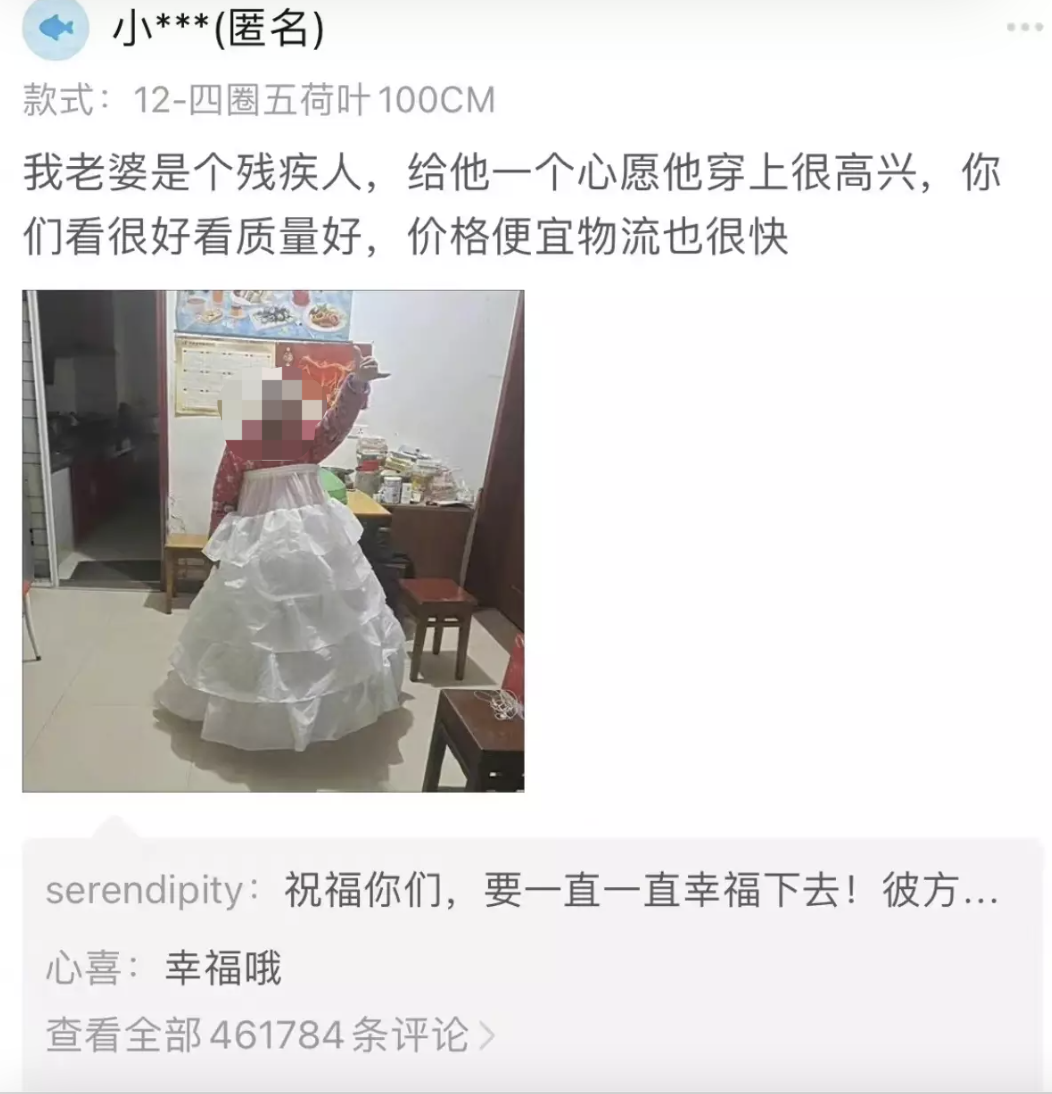 小***(匿名)
款式：12-四圈五荷叶100CM
我老婆是个残疾人，给他一个心愿他穿上很高兴，你
们看很好看质量好，价格便宜物流也很快
serendipity：祝福你们，要一直一直幸福下去！彼方...
心喜：幸福哦
查看全部461784条评论>